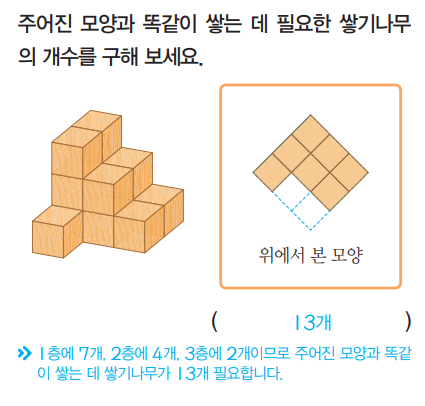 주어진 모양과 똑같이 쌓는 데 필요한 쌓기나무
의 개수를 구해 보세요.
위에서 본 모양
( 13개 )
» 1층에 7개, 2층에 4개, 3층에 2개이므로 주어진 모양과 똑같
이 쌓는 데 쌓기나무가 13개 필요합니다.